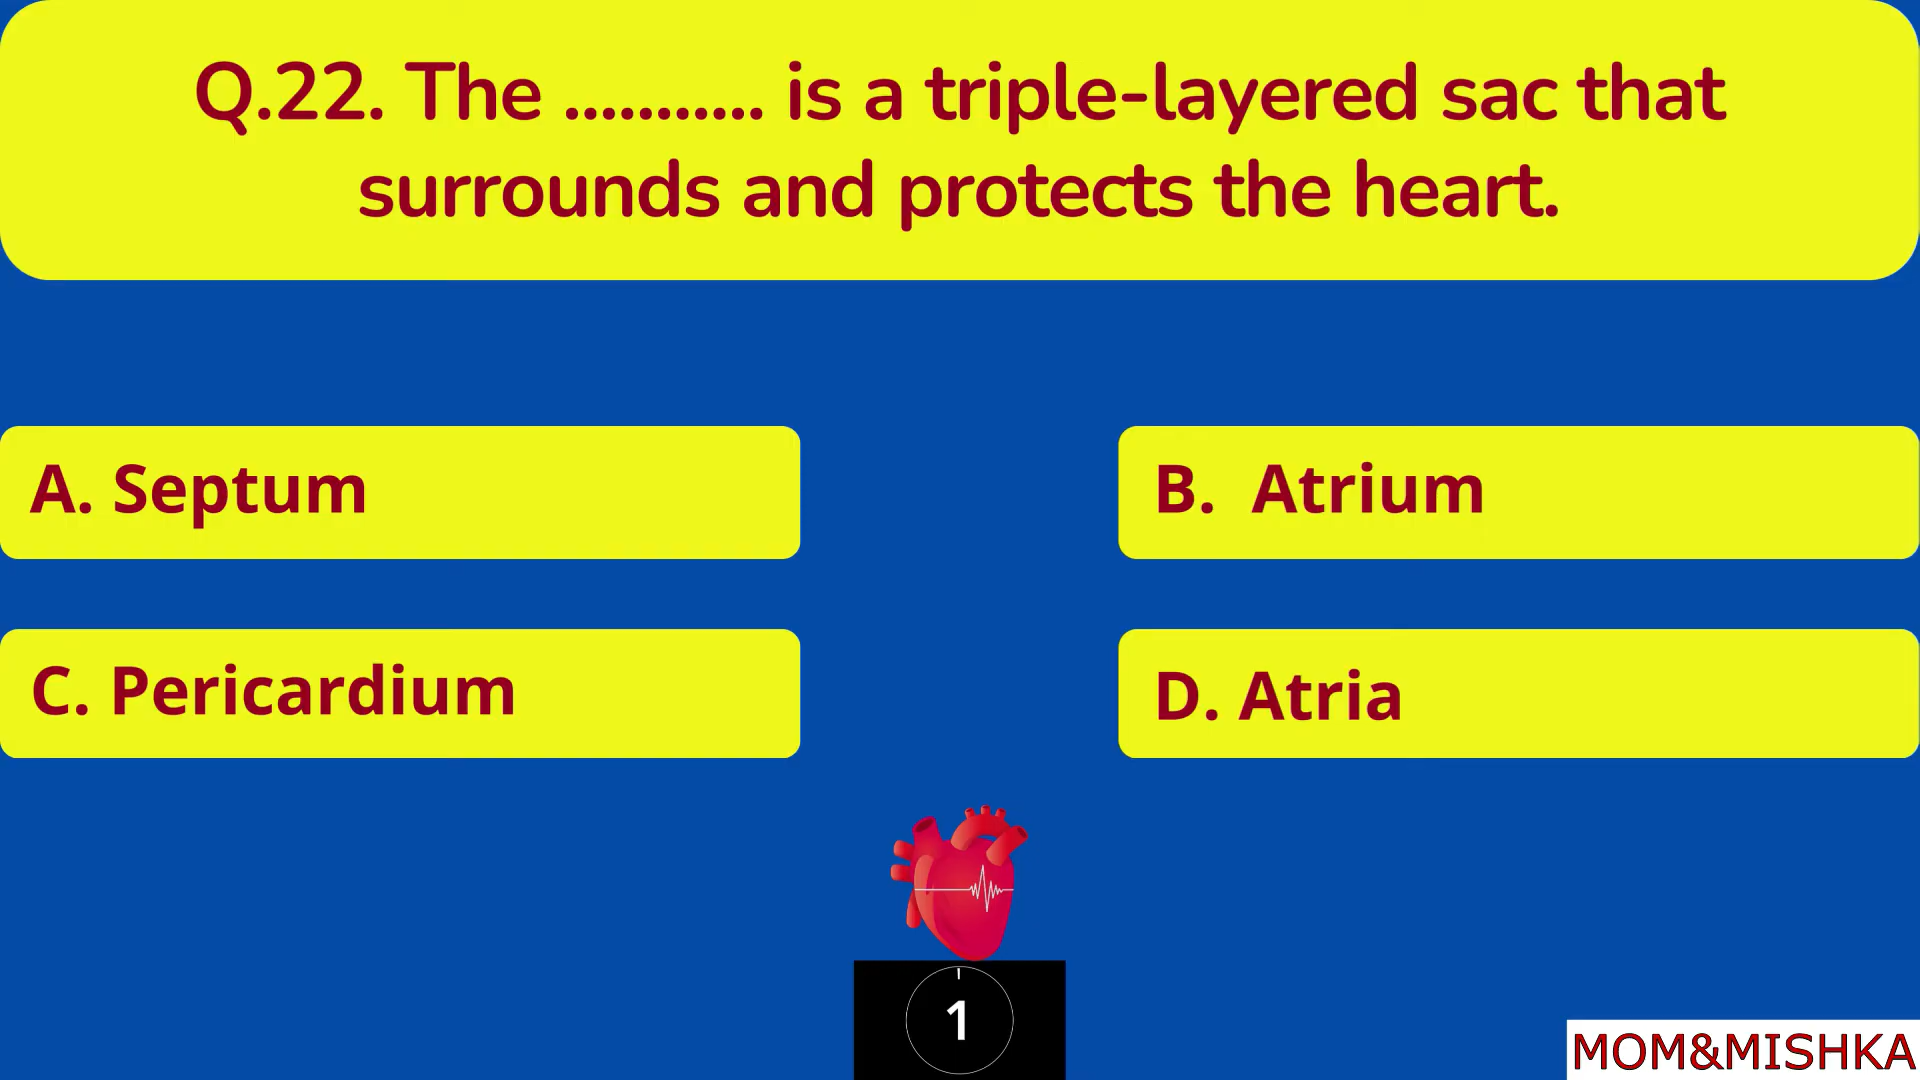 Q.22. The ........... is a triple-layered sac that
surrounds and protects the heart.
A. Septum
B. Atrium
C. Pericardium
D. Atria
1
MOM&MISHKA